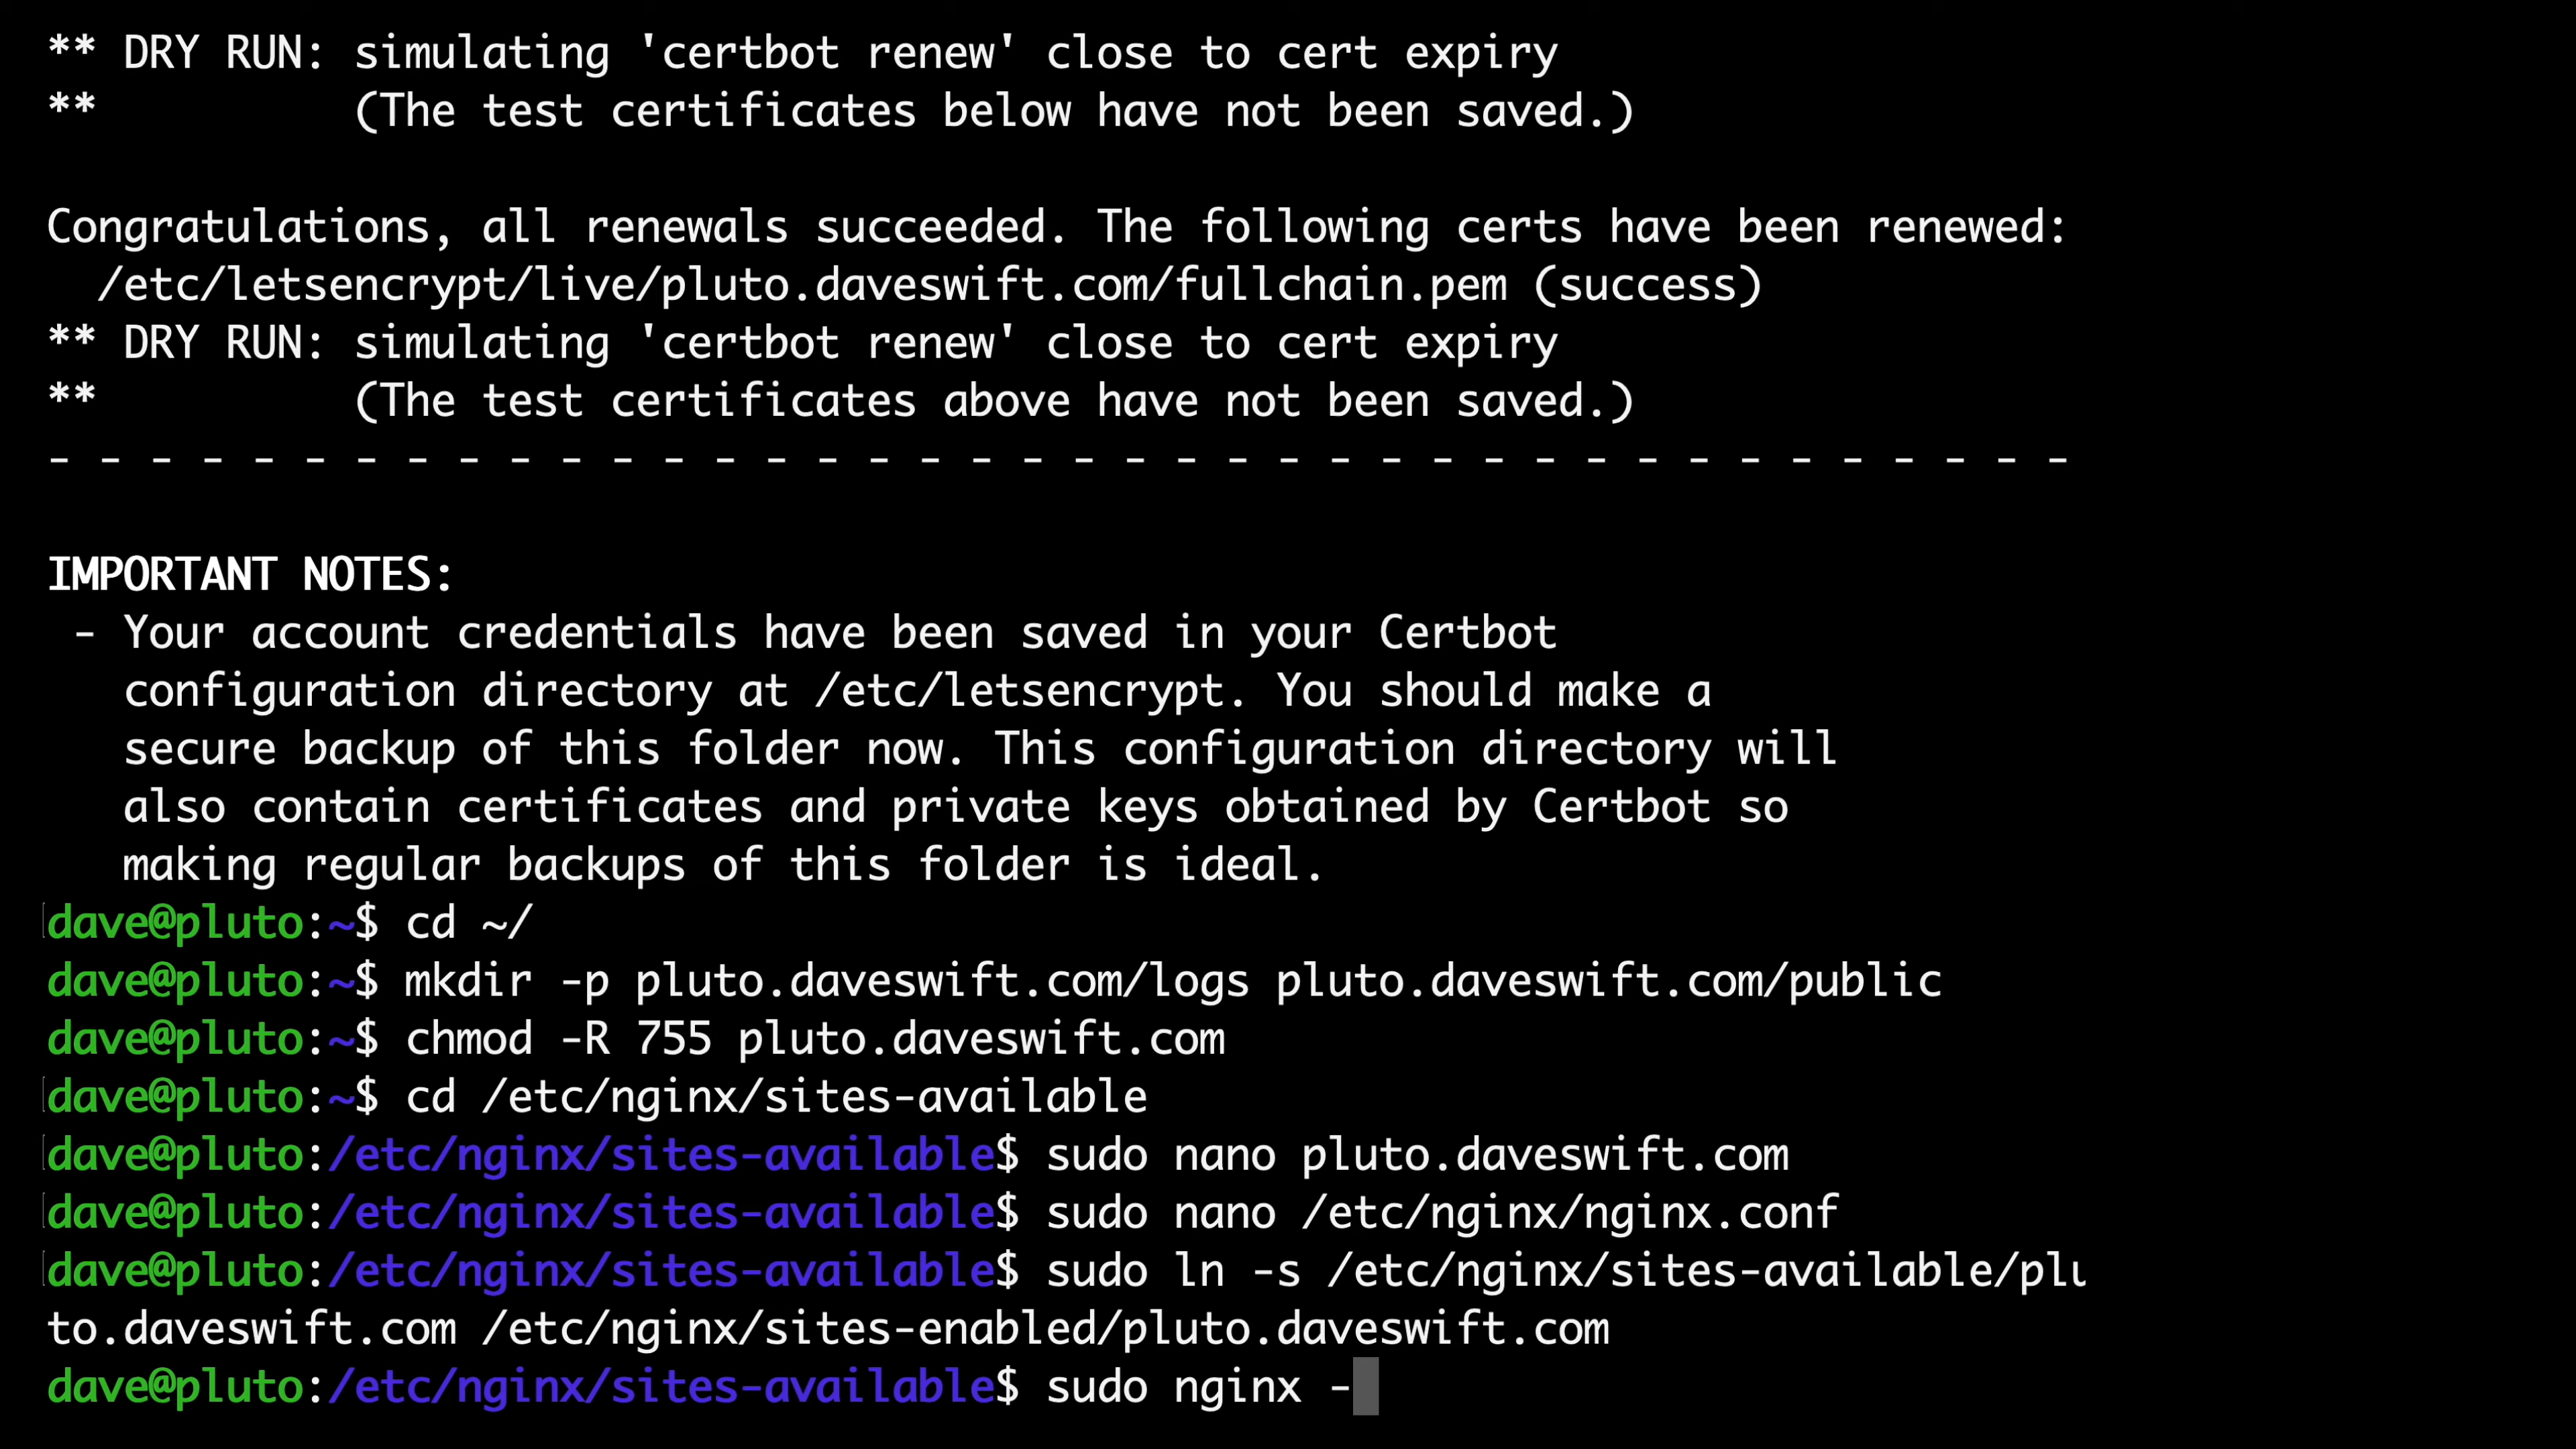 ** DRY RUN: simulating 'certbot renew' close to cert expiry
**          (The test certificates below have not been saved.)
Congratulations, all renewals succeeded. The following certs have been renewed:
  /etc/letsencrypt/live/pluto.daveswift.com/fullchain.pem (success)
** DRY RUN: simulating 'certbot renew' close to cert expiry
**          (The test certificates above have not been saved.)
- - - - - - - - - - - - - - - - - - - - - - - - - - - - - - - - - - - - - - - -
IMPORTANT NOTES:
 - Your account credentials have been saved in your Certbot
   configuration directory at /etc/letsencrypt. You should make a
   secure backup of this folder now. This configuration directory will
   also contain certificates and private keys obtained by Certbot so
   making regular backups of this folder is ideal.
dave@pluto:~$ cd ~/
dave@pluto:~$ mkdir -p pluto.daveswift.com/logs pluto.daveswift.com/public
dave@pluto:~$ chmod -R 755 pluto.daveswift.com
dave@pluto:~$ cd /etc/nginx/sites-available
dave@pluto:/etc/nginx/sites-available$ sudo nano pluto.daveswift.com
dave@pluto:/etc/nginx/sites-available$ sudo nano /etc/nginx/nginx.conf
dave@pluto:/etc/nginx/sites-available$ sudo ln -s /etc/nginx/sites-available/plu
to.daveswift.com /etc/nginx/sites-enabled/pluto.daveswift.com
dave@pluto:/etc/nginx/sites-available$ sudo nginx -